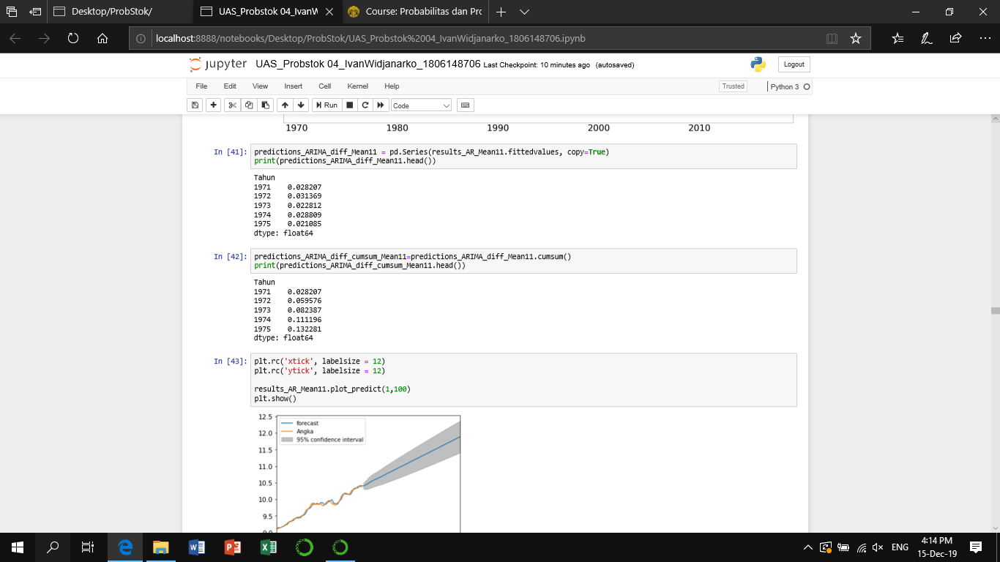 Desktop/ProbStok/
UAS_Probstok 04_IvanW
Course: Probabilitas dan Pro
localhost:8888/notebooks/Desktop/ProbStok/UAS_Probstok%2004_IvanWidjanarko_1806148706.ipynb
jupyter UAS_Probstok 04_IvanWidjanarko_1806148706 Last Checkpoint: 10 minutes ago (autosaved)
Logout
File Edit View Insert Cell Kernel Help
Trusted
Python 3
Run
Code
1970 1980 1990 2000 2010
In [41]: predictions_ARIMA_diff_Mean11 = pd.Series(results_AR_Mean11.fittedvalues, copy=True)
print(predictions_ARIMA_diff_Mean11.head())
Tahun
1971 0.028207
1972 0.031369
1973 0.022812
1974 0.028809
1975 0.021085
dtype: float64
In [42]: predictions_ARIMA_diff_cumsum_Mean11=predictions_ARIMA_diff_Mean11.cumsum()
print(predictions_ARIMA_diff_cumsum_Mean11.head())
Tahun
1971 0.028207
1972 0.059576
1973 0.082387
1974 0.111196
1975 0.132281
dtype: float64
In [43]: plt.rc('xtick', labelsize = 12)
plt.rc('ytick', labelsize = 12)
results_AR_Mean11.plot_predict(1,100)
plt.show()
12.5
forecast
12.0
Angka
95% confidence interval
11.5
11.0
10.5
10.0
9.5
ENG
4:14 PM
15-Dec-19